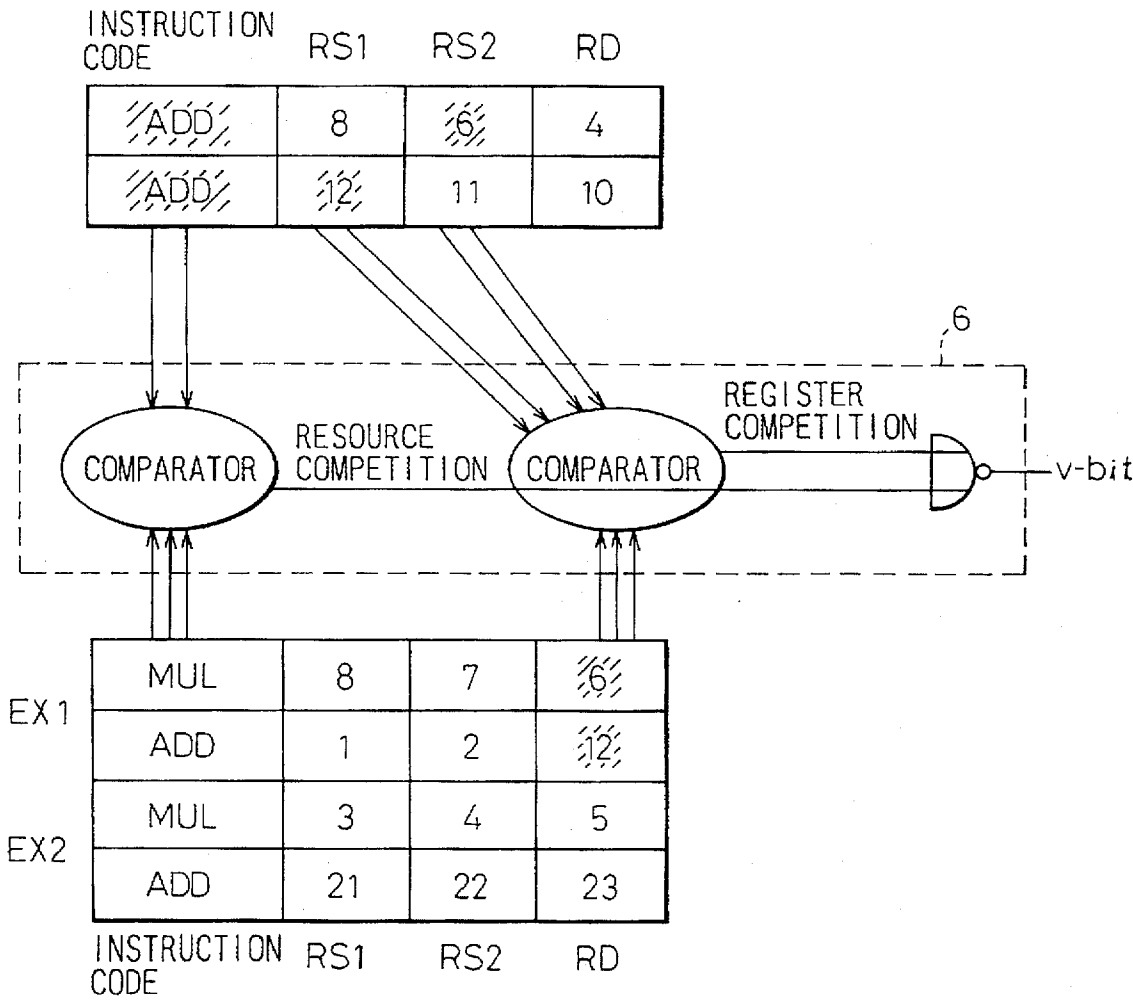 INSTRUCTION CODE RS1 RS2 RD
ADD 8 6 4
ADD 12 11 10
6
REGISTER
COMPETITION
RESOURCE
COMPETITION
COMPARATOR
COMPARATOR
v-bit
EX1
MUL 8 7 6
ADD 1 2 12
EX2
MUL 3 4 5
ADD 21 22 23
INSTRUCTION CODE RS1 RS2 RD